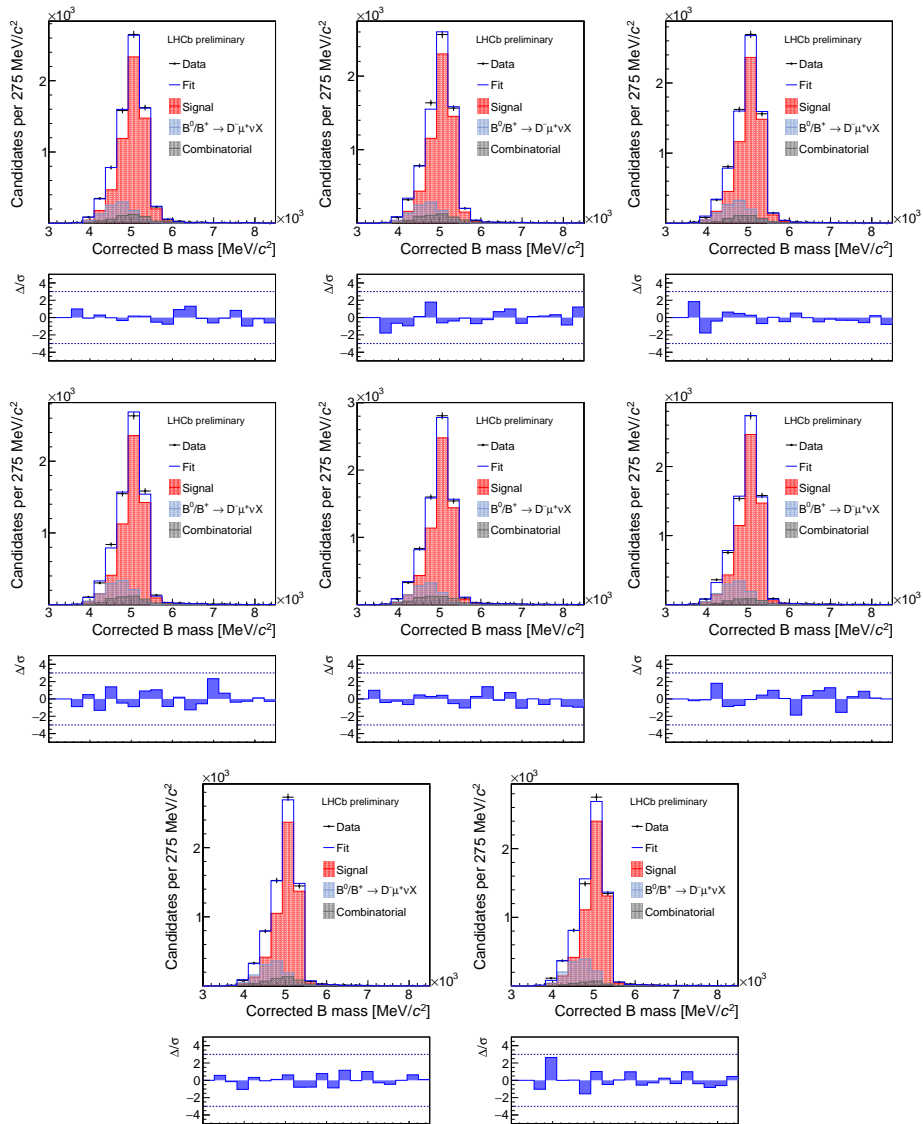 ×10³
Candidates per 275 MeV/c²
2
1
LHCb preliminary
Data
Fit
Signal
B⁰/B⁺ → D⁻μ⁺νX
Combinatorial
3 4 5 6 7 8
×10³
Corrected B mass [MeV/c²]
Δ/σ
4
2
0
−2
−4
×10³
Candidates per 275 MeV/c²
2
1
LHCb preliminary
Data
Fit
Signal
B⁰/B⁺ → D⁻μ⁺νX
Combinatorial
3 4 5 6 7 8
×10³
Corrected B mass [MeV/c²]
Δ/σ
4
2
0
−2
−4
×10³
Candidates per 275 MeV/c²
2
1
LHCb preliminary
Data
Fit
Signal
B⁰/B⁺ → D⁻μ⁺νX
Combinatorial
3 4 5 6 7 8
×10³
Corrected B mass [MeV/c²]
Δ/σ
4
2
0
−2
−4
×10³
Candidates per 275 MeV/c²
2
1
LHCb preliminary
Data
Fit
Signal
B⁰/B⁺ → D⁻μ⁺νX
Combinatorial
3 4 5 6 7 8
×10³
Corrected B mass [MeV/c²]
Δ/σ
4
2
0
−2
−4
×10³
Candidates per 275 MeV/c²
3
2
1
LHCb preliminary
Data
Fit
Signal
B⁰/B⁺ → D⁻μ⁺νX
Combinatorial
3 4 5 6 7 8
×10³
Corrected B mass [MeV/c²]
Δ/σ
4
2
0
−2
−4
×10³
Candidates per 275 MeV/c²
2
1
LHCb preliminary
Data
Fit
Signal
B⁰/B⁺ → D⁻μ⁺νX
Combinatorial
3 4 5 6 7 8
×10³
Corrected B mass [MeV/c²]
Δ/σ
4
2
0
−2
−4
×10³
Candidates per 275 MeV/c²
2
1
LHCb preliminary
Data
Fit
Signal
B⁰/B⁺ → D⁻μ⁺νX
Combinatorial
3 4 5 6 7 8
×10³
Corrected B mass [MeV/c²]
Δ/σ
4
2
0
−2
−4
×10³
Candidates per 275 MeV/c²
2
1
LHCb preliminary
Data
Fit
Signal
B⁰/B⁺ → D⁻μ⁺νX
Combinatorial
3 4 5 6 7 8
×10³
Corrected B mass [MeV/c²]
Δ/σ
4
2
0
−2
−4